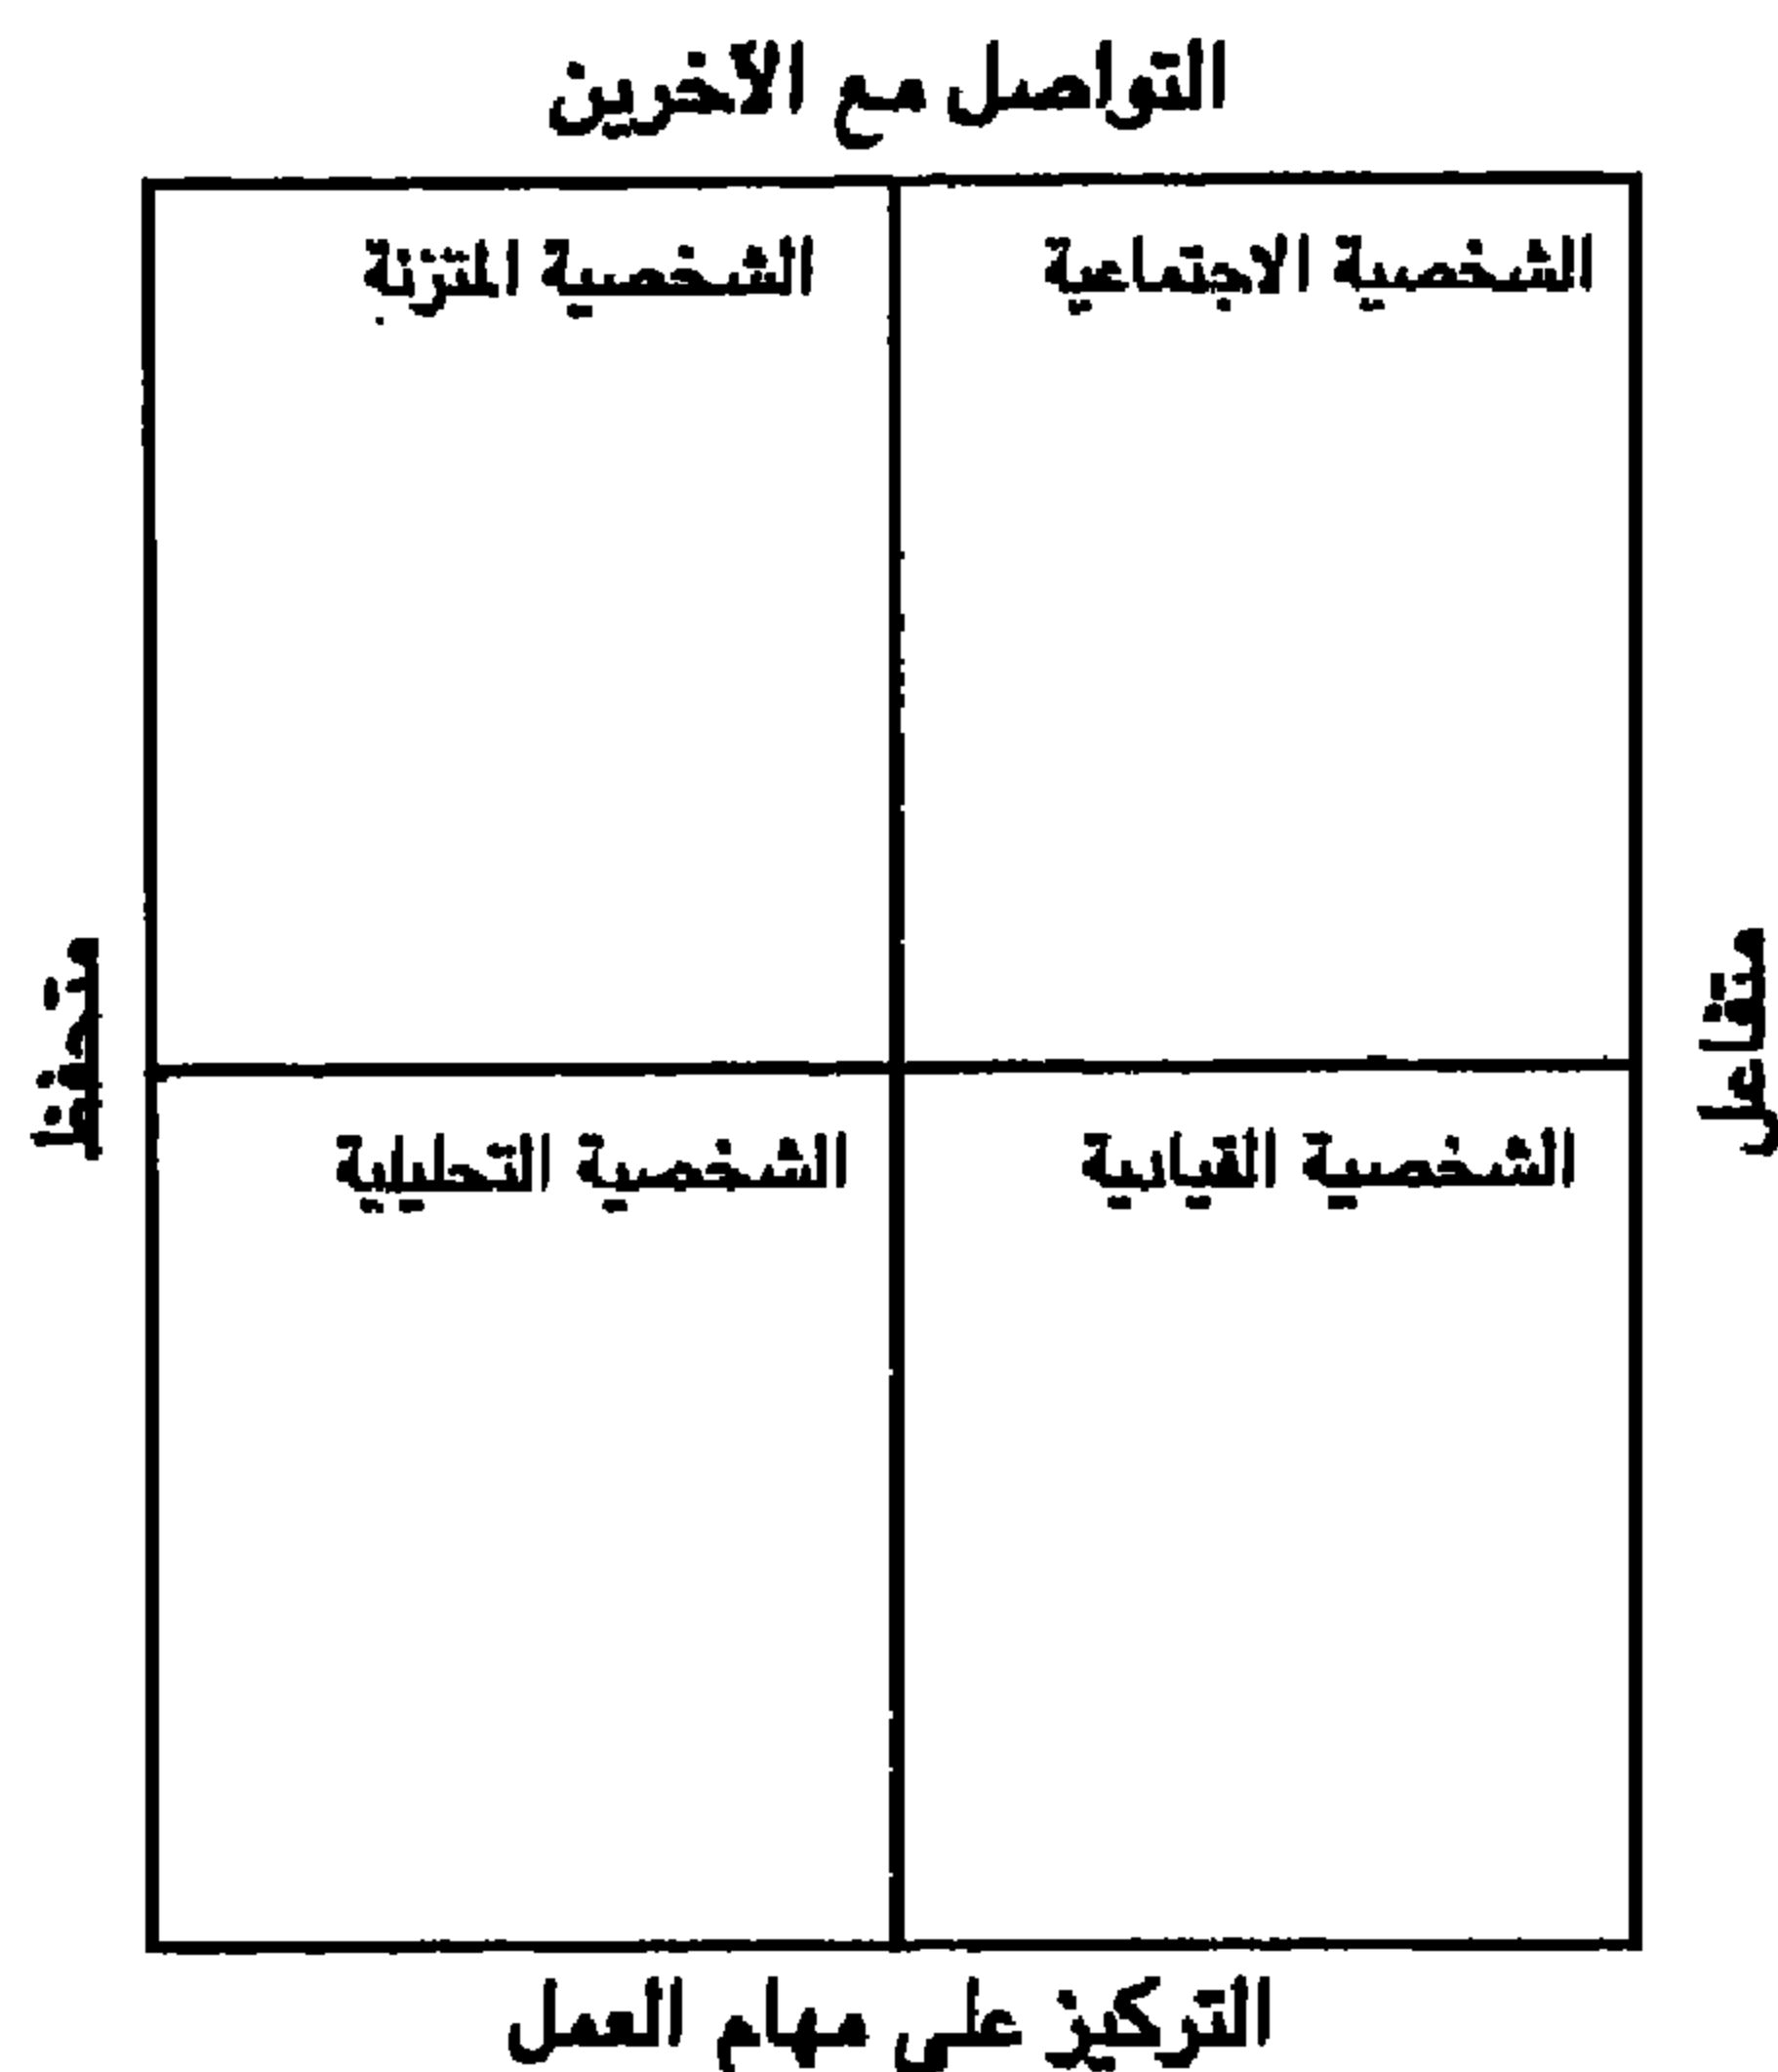 التواصل مع الآخرين
الشخصية الاجتماعية
الشخصية المتزنة
متفاعل
متحفظ
الشخصية القيادية
الشخصية التحليلية
التركيز على مهام العمل